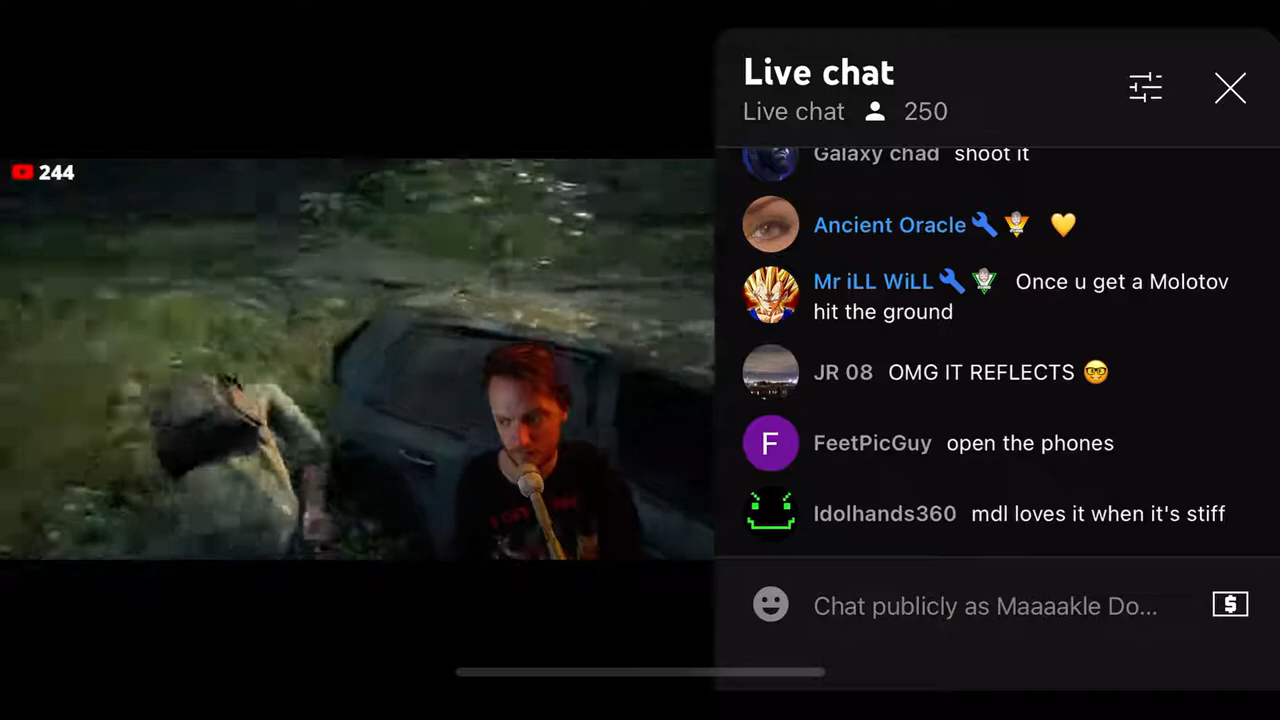 Live chat
Live chat 250
244
Galaxy chad shoot it
Ancient Oracle
Mr iLL WiLL Once u get a Molotov
hit the ground
JR 08 OMG IT REFLECTS
F FeetPicGuy open the phones
Idolhands360 mdl loves it when it's stiff
Chat publicly as Maaaakle Do...
$